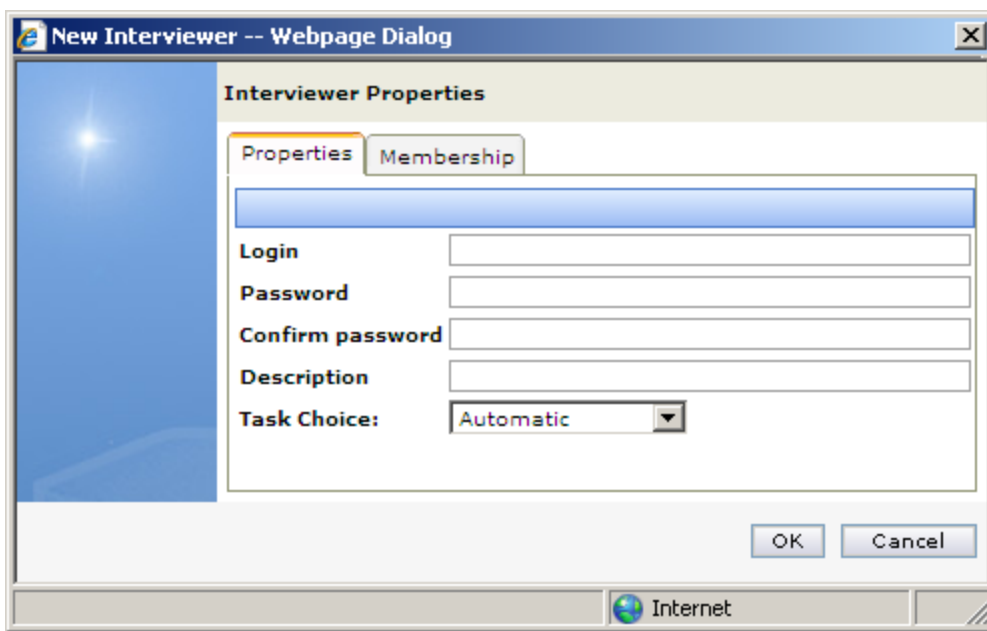 New Interviewer -- Webpage Dialog
Interviewer Properties
Properties Membership
Login
Password
Confirm password
Description
Task Choice: Automatic
OK Cancel
Internet